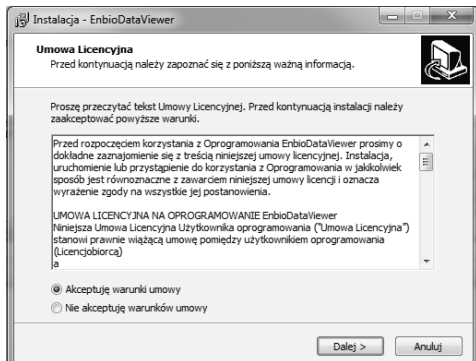 Instalacja - EnbioDataViewer
Umowa Licencyjna
Przed kontynuacją należy zapoznać się z poniższą ważną informacją.
Proszę przeczytać tekst Umowy Licencyjnej. Przed kontynuacją instalacji należy
zaakceptować powyższe warunki.
Przed rozpoczęciem korzystania z Oprogramowania EnbioDataViewer prosimy o
dokładne zaznajomienie się z treścią niniejszej umowy licencyjnej. Instalacja,
uruchomienie lub przystąpienie do korzystania z Oprogramowania w jakikolwiek
sposób jest równoznaczne z zawarciem niniejszej umowy licencji i oznacza
wyrażenie zgody na wszystkie jej postanowienia.
UMOWA LICENCYJNA NA OPROGRAMOWANIE EnbioDataViewer
Niniejsza Umowa Licencyjna Użytkownika oprogramowania ("Umowa Licencyjna")
stanowi prawnie wiążącą umowę pomiędzy użytkownikiem oprogramowania
(Licencjobiorcą)
a
Akceptuję warunki umowy
Nie akceptuję warunków umowy
Dalej >
Anuluj